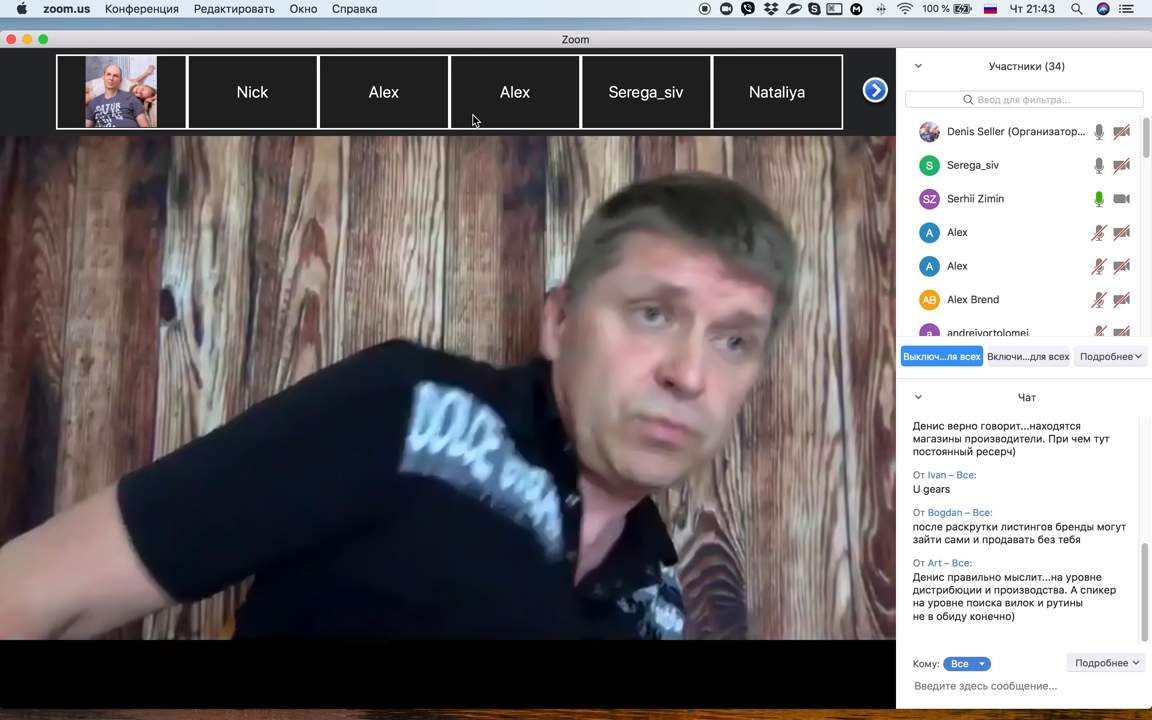 zoom.us Конференция Редактировать Окно Справка 100 % Чт 21:43
Zoom
Nick
Alex
Alex
Serega_siv
Nataliya
Участники (34)
Ввод для фильтра...
Denis Seller (Организатор...
S Serega_siv
SZ Serhii Zimin
A Alex
A Alex
AB Alex Brend
a andreivortolomei
Выключ...ля всех Включи...для всех Подробнее
Чат
Денис верно говорит...находятся
магазины производители. При чем тут
постоянный ресерч)
От Ivan – Все:
U gears
От Bogdan – Все:
после раскрутки листингов бренды могут
зайти сами и продавать без тебя
От Art – Все:
Денис правильно мыслит...на уровне
дистрибюции и производства. А спикер
на уровне поиска вилок и рутины
не в обиду конечно)
Кому: Все Подробнее
Введите здесь сообщение...